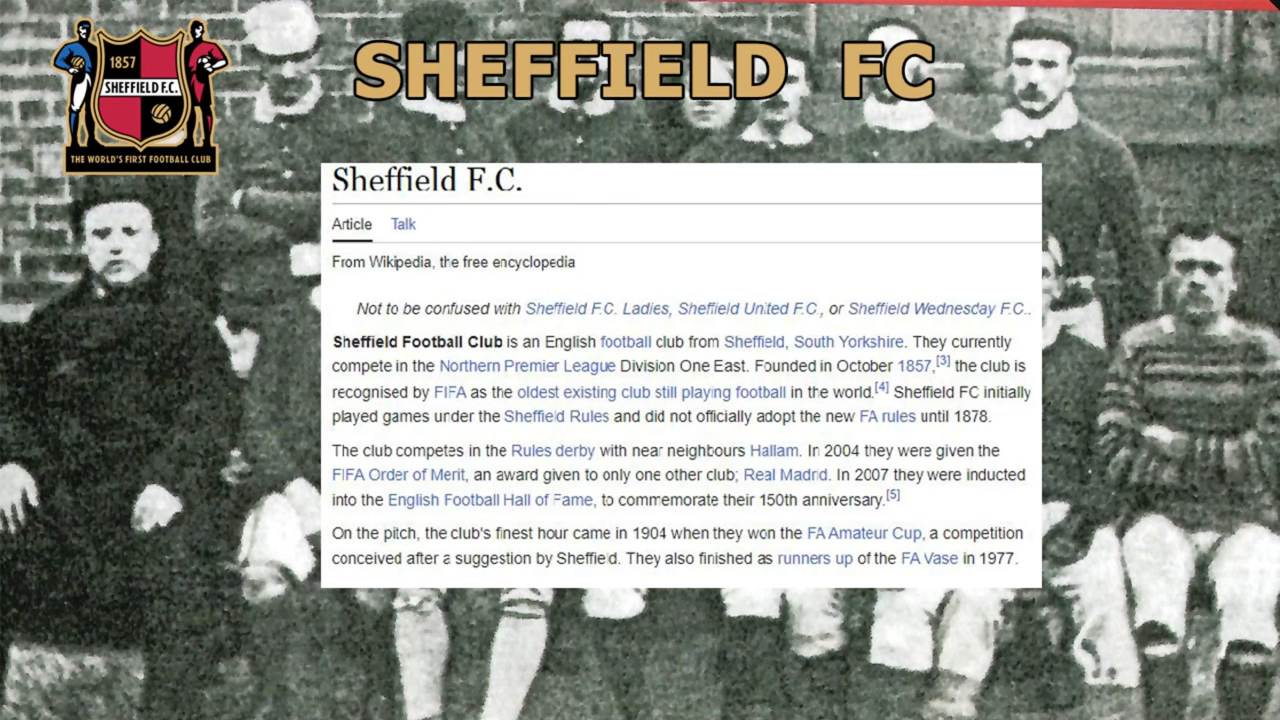 1857
SHEFFIELD F.C.
THE WORLD'S FIRST FOOTBALL CLUB
SHEFFIELD FC
Sheffield F.C.
Article Talk
From Wikipedia, the free encyclopedia
Not to be confused with Sheffield F.C. Ladies, Sheffield United F.C., or Sheffield Wednesday F.C..
Sheffield Football Club is an English football club from Sheffield, South Yorkshire. They currently
compete in the Northern Premier League Division One East. Founded in October 1857,[3] the club is
recognised by FIFA as the oldest existing club still playing football in the world.[4] Sheffield FC initially
played games under the Sheffield Rules and did not officially adopt the new FA rules until 1878.
The club competes in the Rules derby with near neighbours Hallam. In 2004 they were given the
FIFA Order of Merit, an award given to only one other club; Real Madrid. In 2007 they were inducted
into the English Football Hall of Fame, to commemorate their 150th anniversary.[5]
On the pitch, the club's finest hour came in 1904 when they won the FA Amateur Cup, a competition
conceived after a suggestion by Sheffield. They also finished as runners up of the FA Vase in 1977.